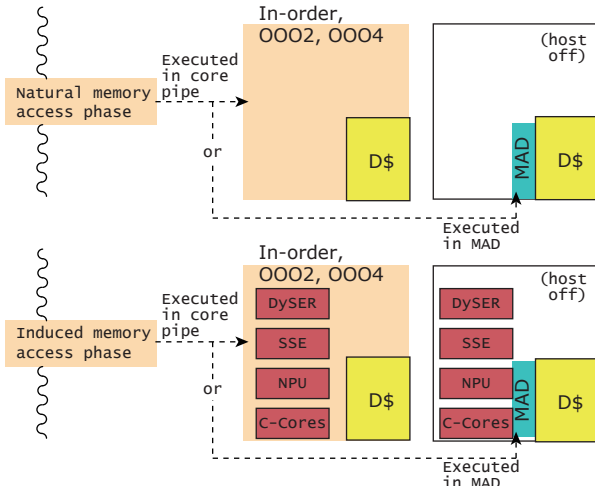 In-order,
OOO2, OOO4
(host
off)
Executed
in core
pipe
Natural memory
access phase
or
D$
MAD
D$
Executed
in MAD
In-order,
OOO2, OOO4
(host
off)
Executed
in core
pipe
Induced memory
access phase
or
DySER
SSE
NPU
C-Cores
D$
DySER
SSE
NPU
C-Cores
MAD
D$
Executed
in MAD